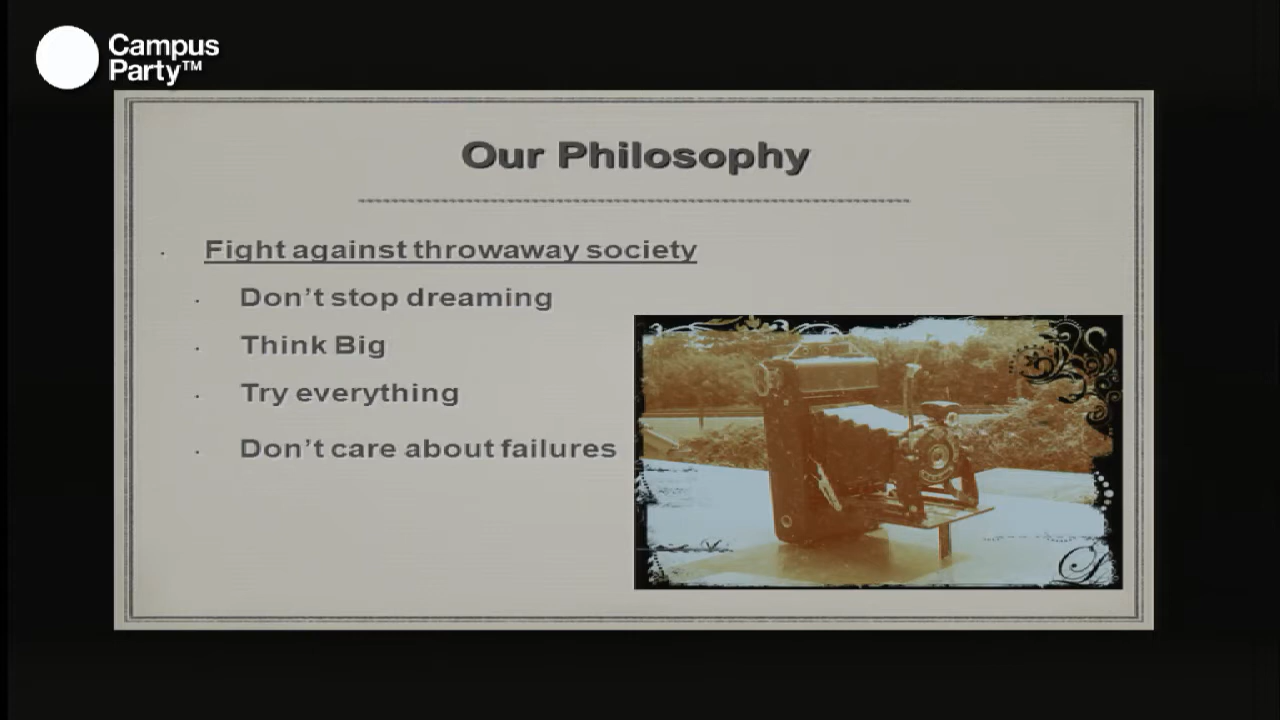 Campus
Party™
Our Philosophy
Fight against throwaway society
Don't stop dreaming
Think Big
Try everything
Don't care about failures